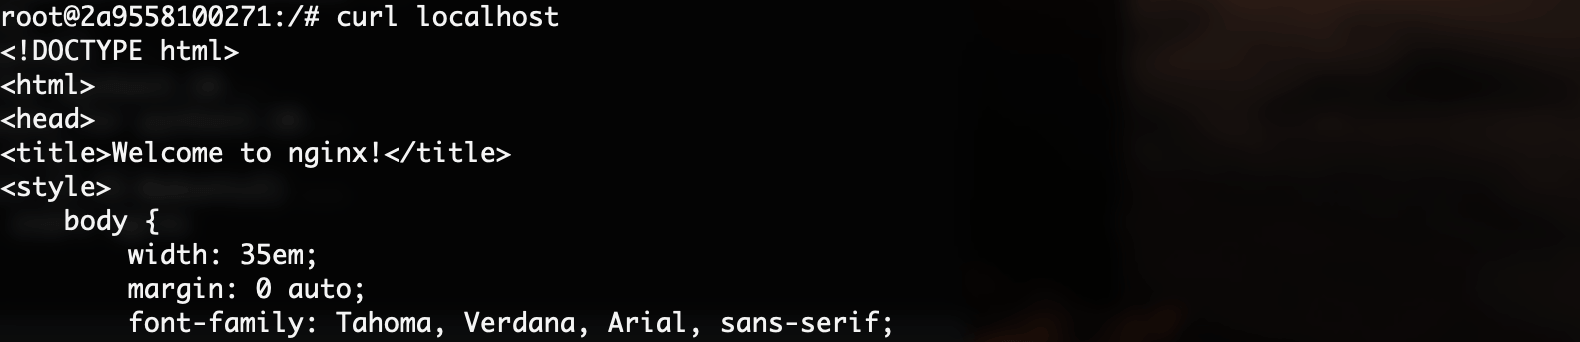 root@2a9558100271:/# curl localhost
<!DOCTYPE html>
<html>
<head>
<title>Welcome to nginx!</title>
<style>
    body {
        width: 35em;
        margin: 0 auto;
        font-family: Tahoma, Verdana, Arial, sans-serif;